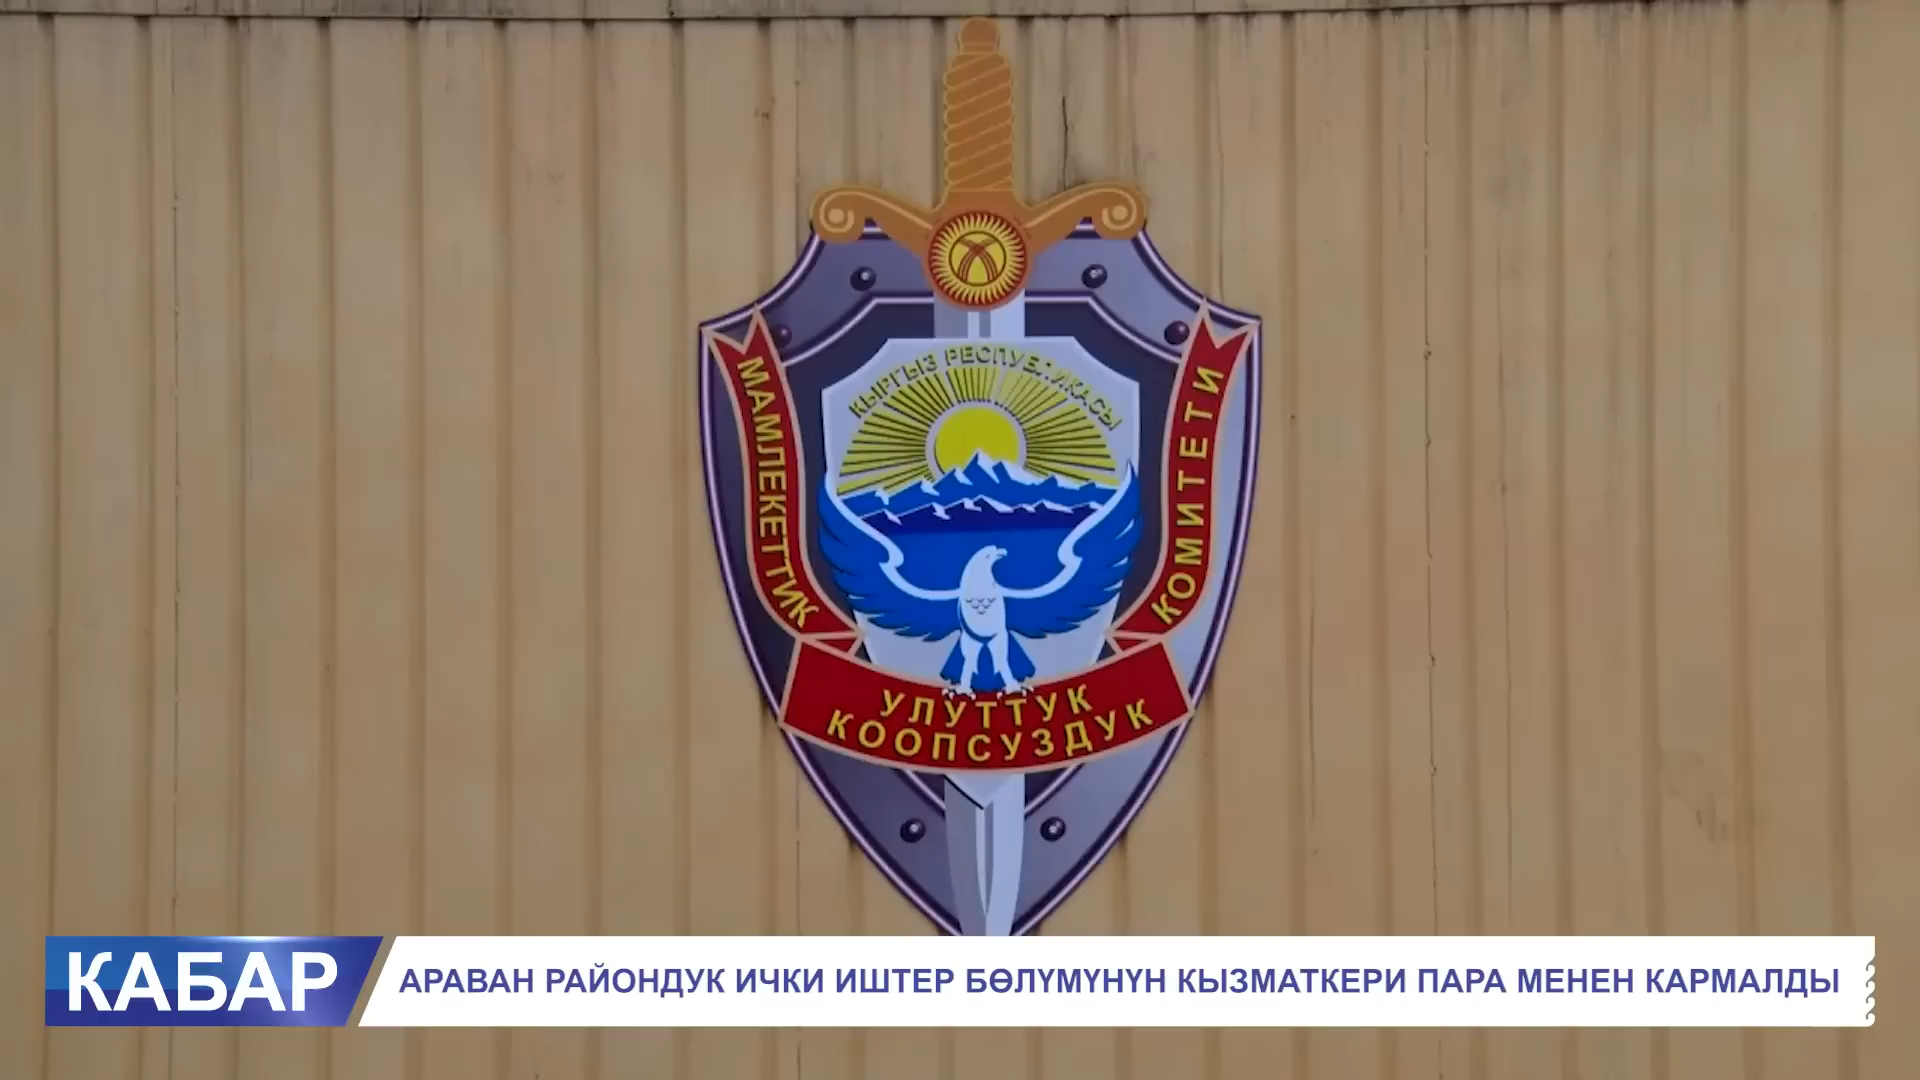 КЫРГЫЗ РЕСПУБЛИКАСЫ
МАМЛЕКЕТТИК
УЛУТТУК
КООПСУЗДУК
КОМИТЕТИ
КАБАР
АРАВАН РАЙОНДУК ИЧКИ ИШТЕР БӨЛҮМҮНҮН КЫЗМАТКЕРИ ПАРА МЕНЕН КАРМАЛДЫ